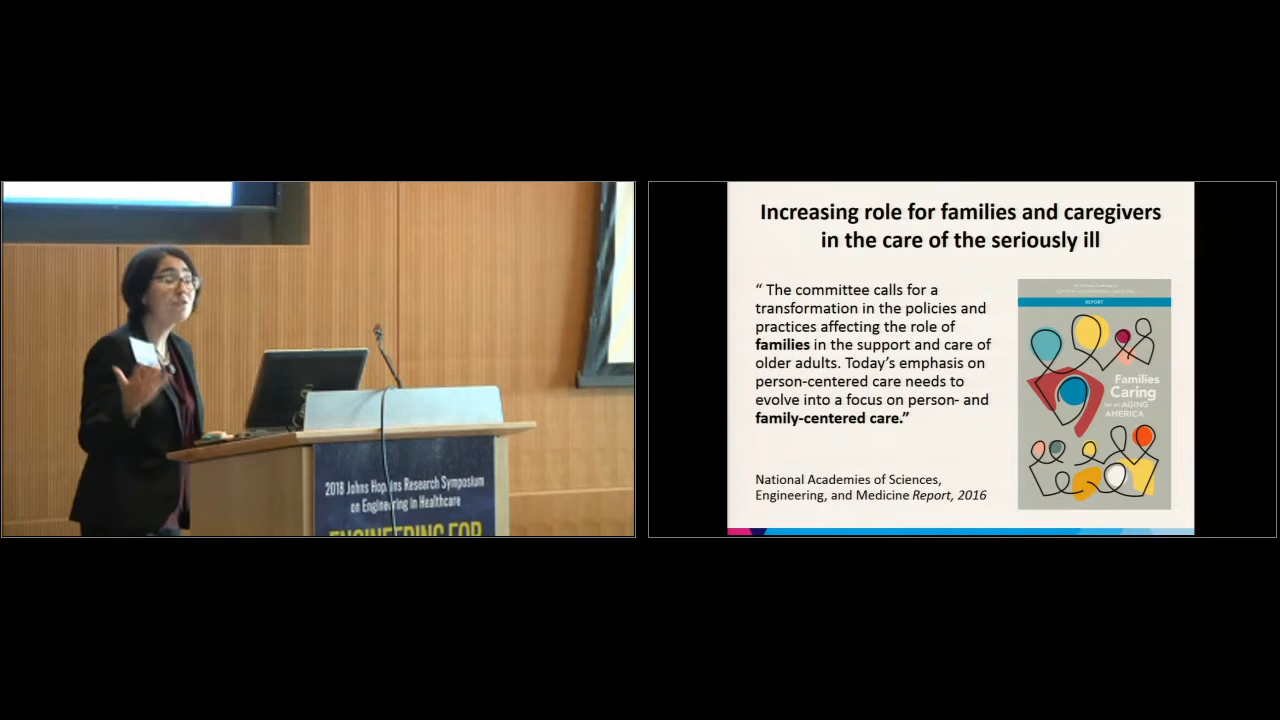 2018 Johns Hopkins Research Symposium
on Engineering in Healthcare
ENGINEERING FOR
Increasing role for families and caregivers
in the care of the seriously ill
“ The committee calls for a
transformation in the policies and
practices affecting the role of
families in the support and care of
older adults. Today’s emphasis on
person-centered care needs to
evolve into a focus on person- and
family-centered care.”
National Academies of Sciences,
Engineering, and Medicine Report, 2016
REPORT
Families
Caring
for an AGING
AMERICA